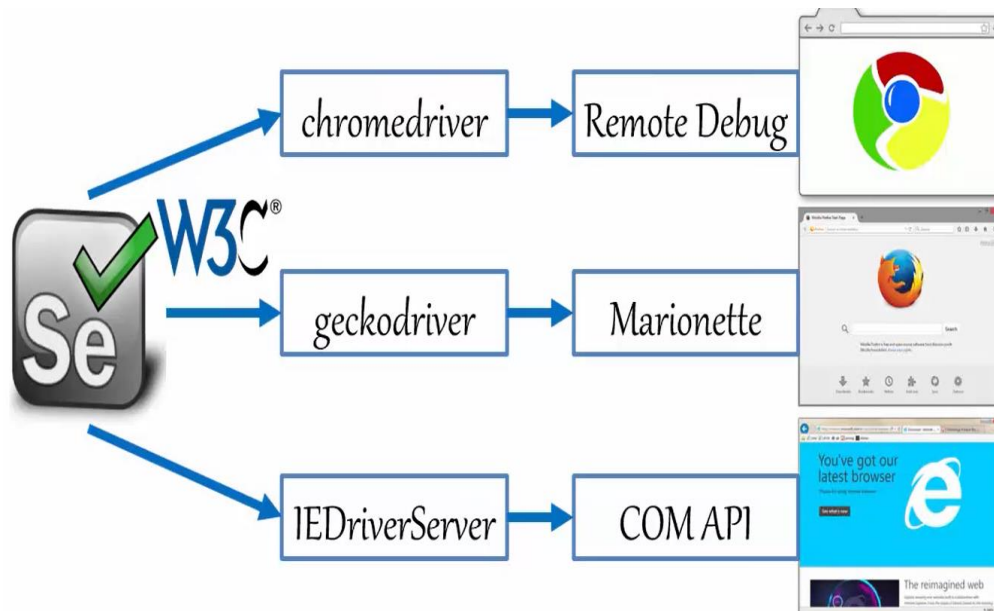 chromedriver
Remote Debug
W3C®
Se
geckodriver
Marionette
Search
IEDriverServer
COM API
You've got our
latest browser
The reimagined web